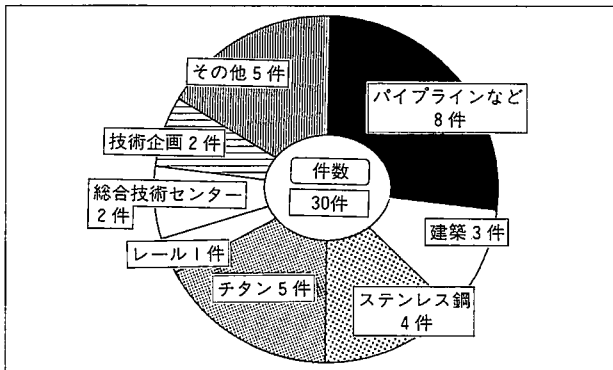 その他5件
パイプラインなど
8件
技術企画2件
件数
30件
総合技術センター
2件
建築3件
レール1件
チタン5件
ステンレス鋼
4件